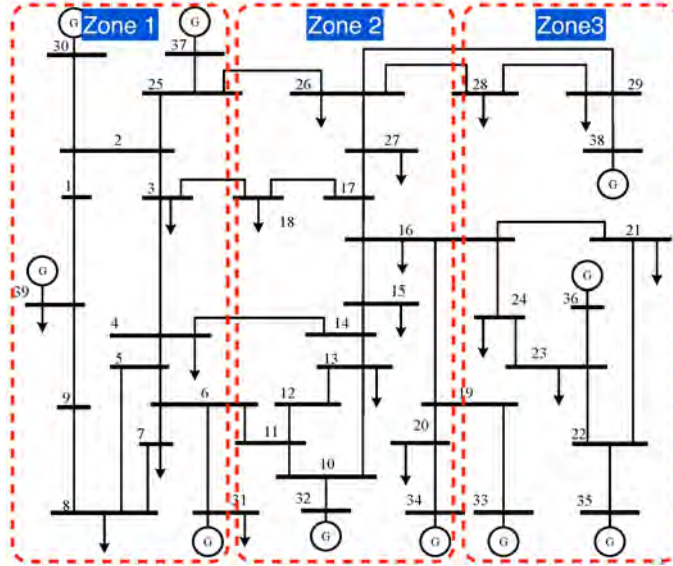 G Zone 1 G Zone 2 Zone3
30 37
25 26 28 29
2 27 38
1 3 18 17 G
16 21
G
39 15 G
36
4 14 24
5 13 23
9 6 12 19
7 11 20 22
10
8 31 32 34 33 35
G G G G G